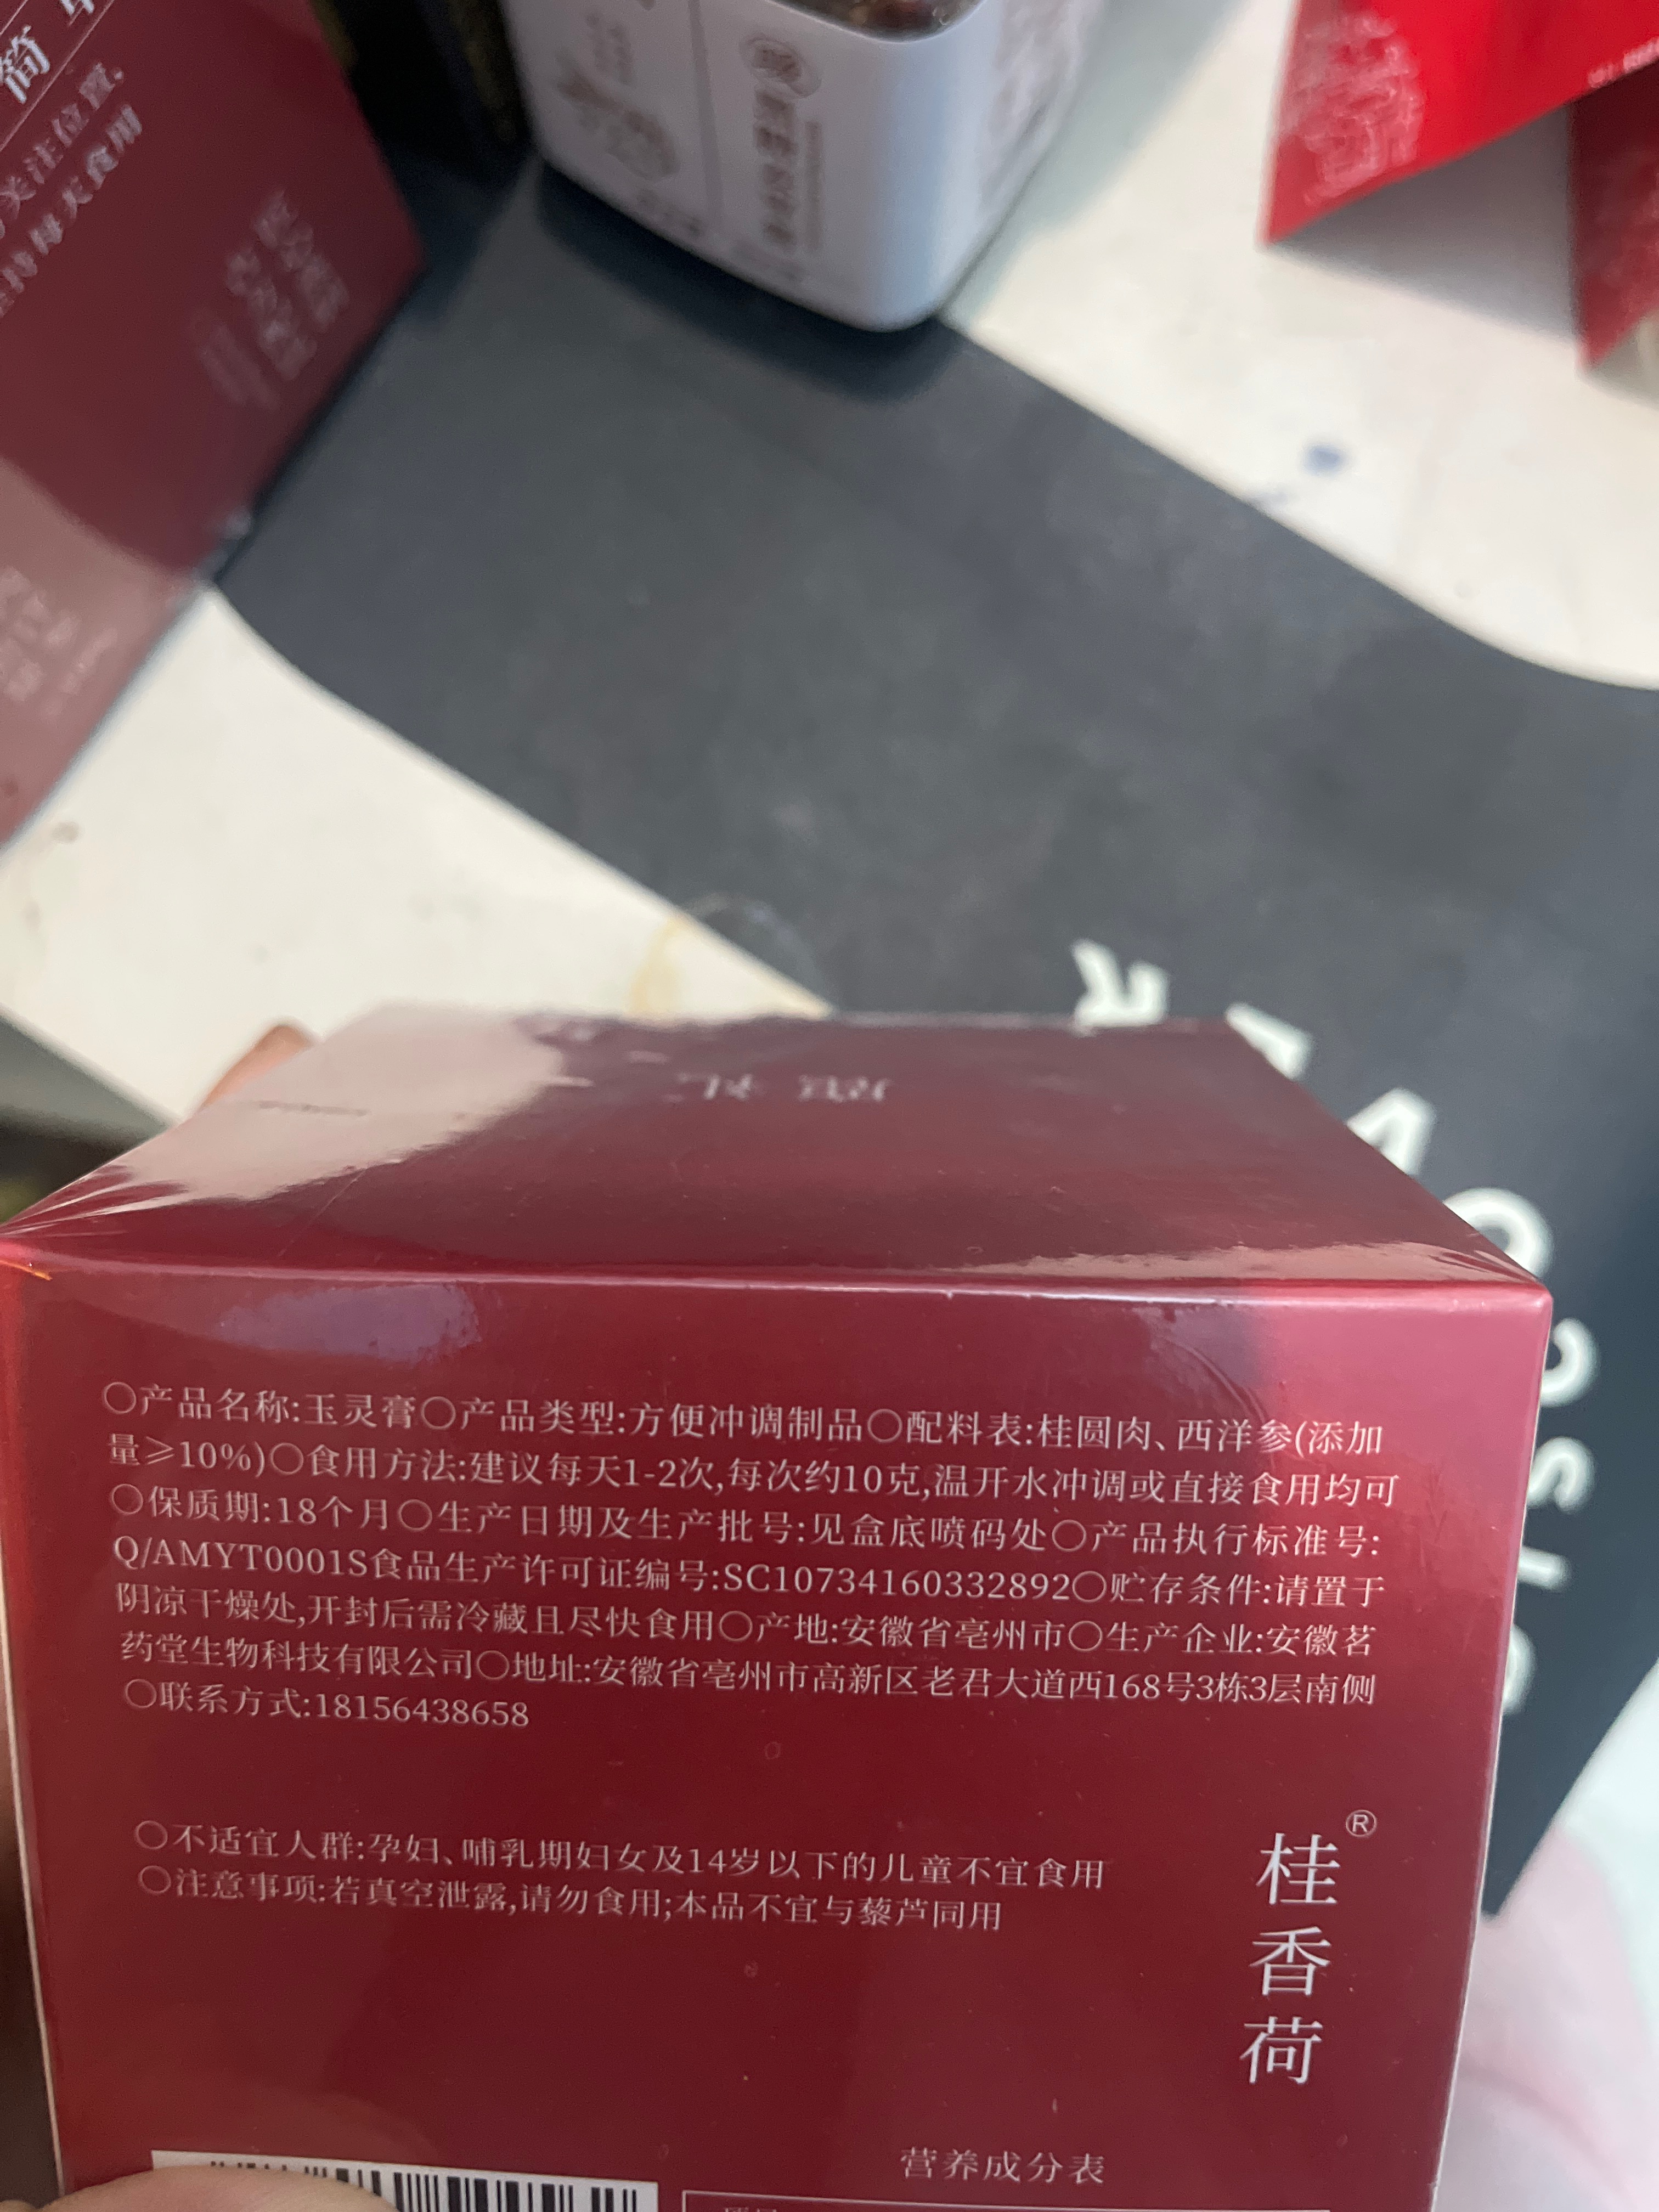 简
关注位置
持每天食用
○产品名称:玉灵膏○产品类型:方便冲调制品○配料表:桂圆肉、西洋参(添加
量≥10%)○食用方法:建议每天1-2次,每次约10克,温开水冲调或直接食用均可
○保质期:18个月○生产日期及生产批号:见盒底喷码处○产品执行标准号:
Q/AMYT0001S食品生产许可证编号:SC10734160332892○贮存条件:请置于
阴凉干燥处,开封后需冷藏且尽快食用○产地:安徽省亳州市○生产企业:安徽茗
药堂生物科技有限公司○地址:安徽省亳州市高新区老君大道西168号3栋3层南侧
○联系方式:18156438658
○不适宜人群:孕妇、哺乳期妇女及14岁以下的儿童不宜食用
○注意事项:若真空泄露,请勿食用;本品不宜与藜芦同用
桂香荷®
营养成分表